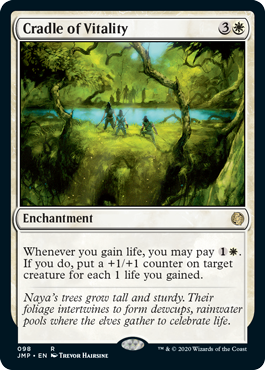 Cradle of Vitality 3
Enchantment
Whenever you gain life, you may pay 1.
If you do, put a +1/+1 counter on target
creature for each 1 life you gained.
Naya's trees grow tall and sturdy. Their
foliage intertwines to form dewcups, rainwater
pools where the elves gather to celebrate life.
098 R
JMP • EN TREVOR HAIRSINE
™ & © 2020 Wizards of the Coast